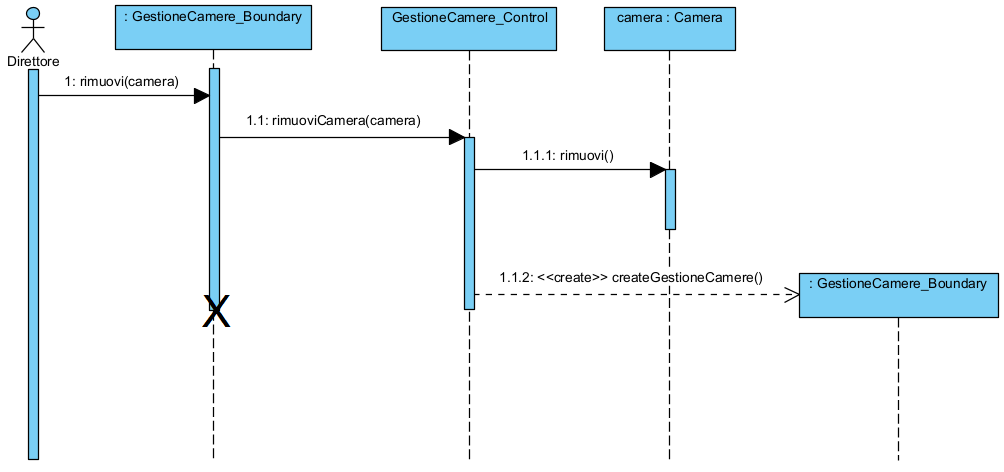 : GestioneCamere_Boundary
GestioneCamere_Control
camera : Camera
Direttore
1: rimuovi(camera)
1.1: rimuoviCamera(camera)
1.1.1: rimuovi()
1.1.2: <<create>> createGestioneCamere()
: GestioneCamere_Boundary
X